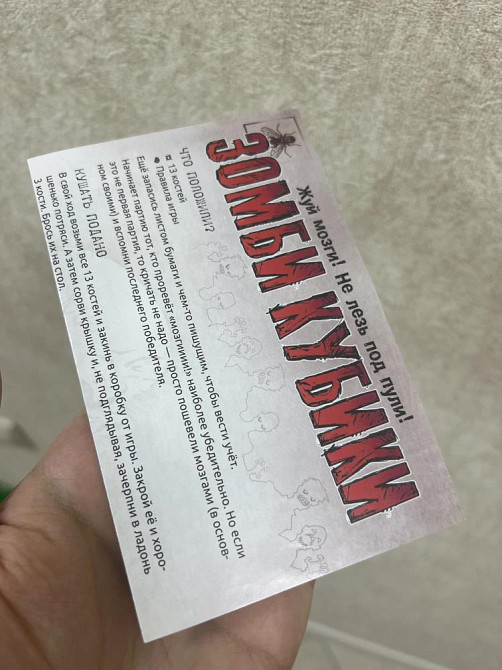 Жуй мозги! Не лезь под пули!
ЗОМБИ КУБИКИ
ЧТО ПОЛОЖИЛИ?
13 костей
Правила игры
Ещё запасись листом бумаги и чем-то пишущим, чтобы вести учёт.
Начинает партию тот, кто проревёт «мозгииии!» наиболее убедительно. Но если
это не первая партия, то кричать не надо — просто пошевели мозгами (в основ-
ном своими) и вспомни последнего победителя.
КУШАТЬ ПОДАНО
В свой ход возьми все 13 костей и закинь в коробку от игры. Закрой её и хоро-
шенько потряси. А затем сорви крышку и, не подглядывая, зачерпни в ладонь
3 кости. Брось их на стол.